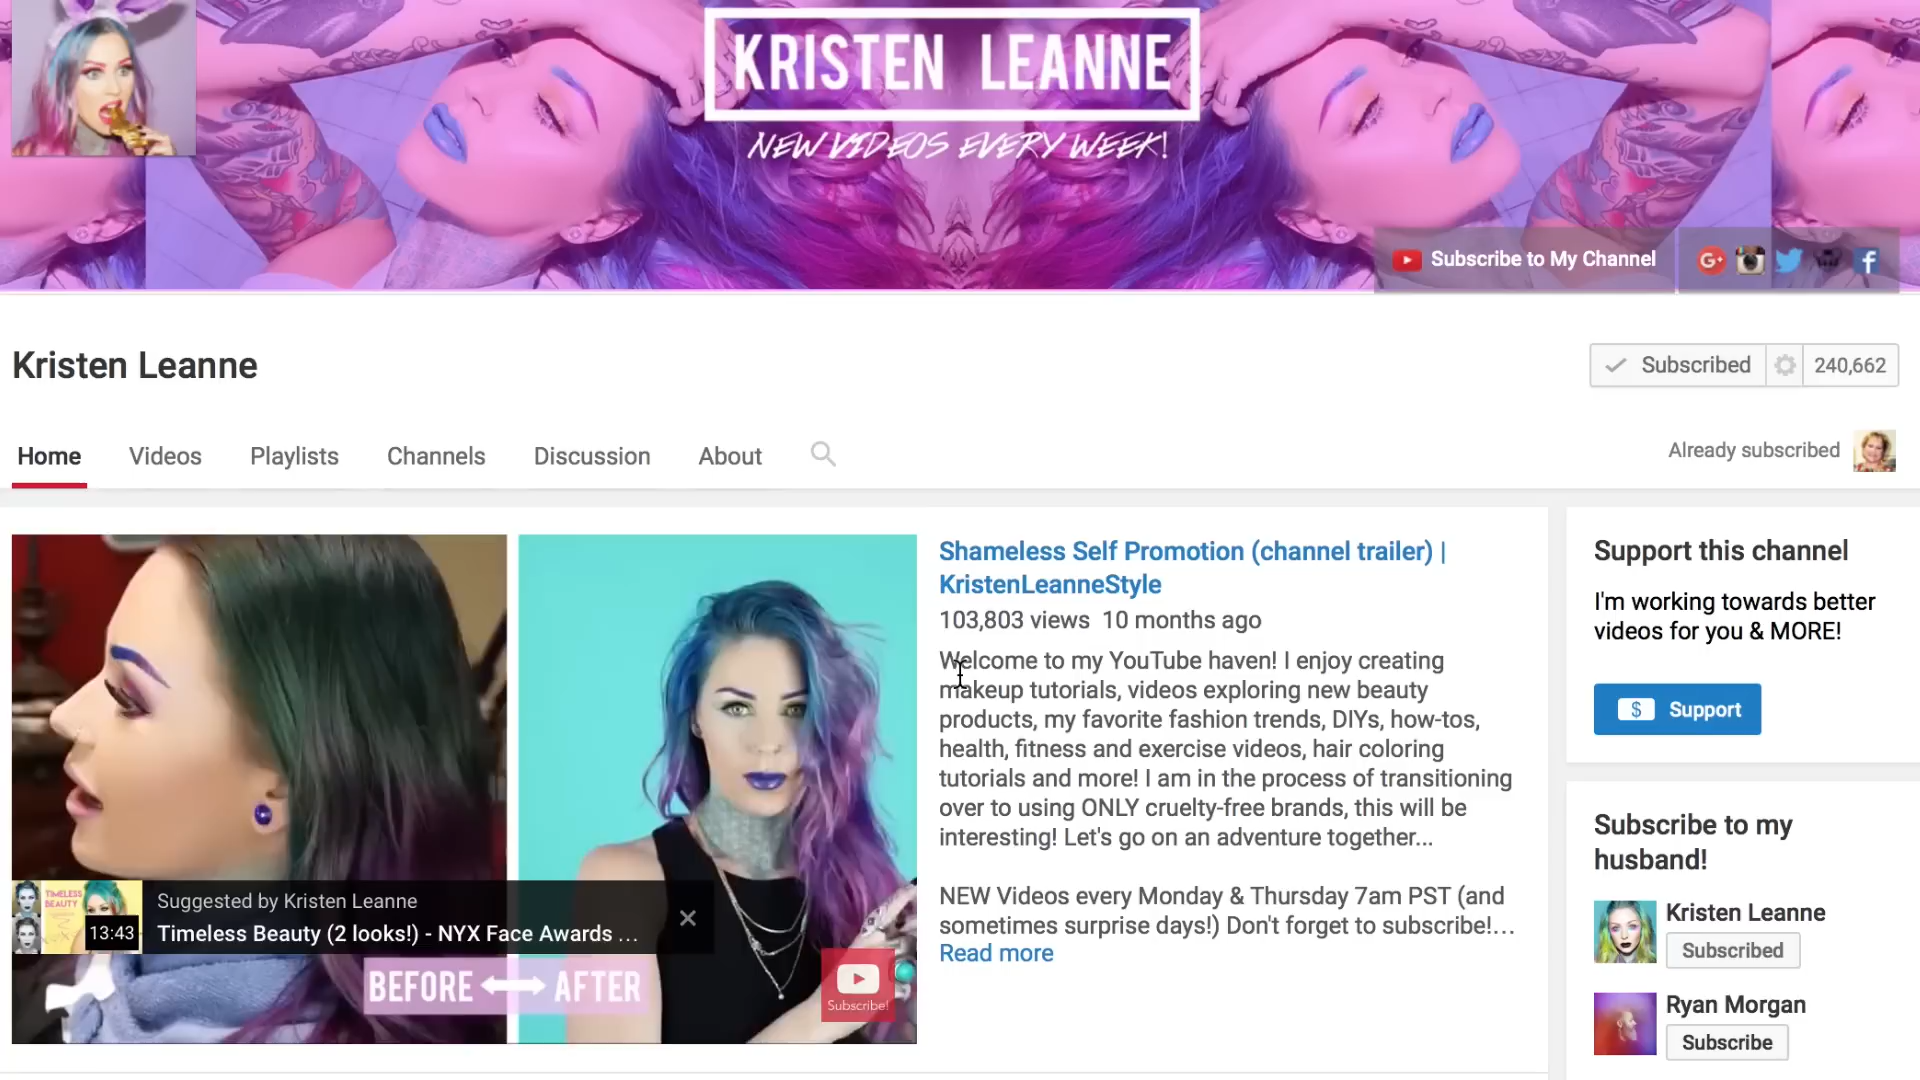 KRISTEN LEANNE
NEW VIDEOS EVERY WEEK!
Subscribe to My Channel
G+
f
Kristen Leanne
Subscribed
240,662
Home
Videos
Playlists
Channels
Discussion
About
Already subscribed
Shameless Self Promotion (channel trailer) |
KristenLeanneStyle
103,803 views 10 months ago
Welcome to my YouTube haven! I enjoy creating
makeup tutorials, videos exploring new beauty
products, my favorite fashion trends, DIYs, how-tos,
health, fitness and exercise videos, hair coloring
tutorials and more! I am in the process of transitioning
over to using ONLY cruelty-free brands, this will be
interesting! Let's go on an adventure together...
NEW Videos every Monday & Thursday 7am PST (and
sometimes surprise days!) Don't forget to subscribe!...
Read more
TIMELESS
BEAUTY
13:43
Suggested by Kristen Leanne
Timeless Beauty (2 looks!) - NYX Face Awards ...
BEFORE AFTER
Subscribe!
Support this channel
I'm working towards better
videos for you & MORE!
$ Support
Subscribe to my
husband!
Kristen Leanne
Subscribed
Ryan Morgan
Subscribe